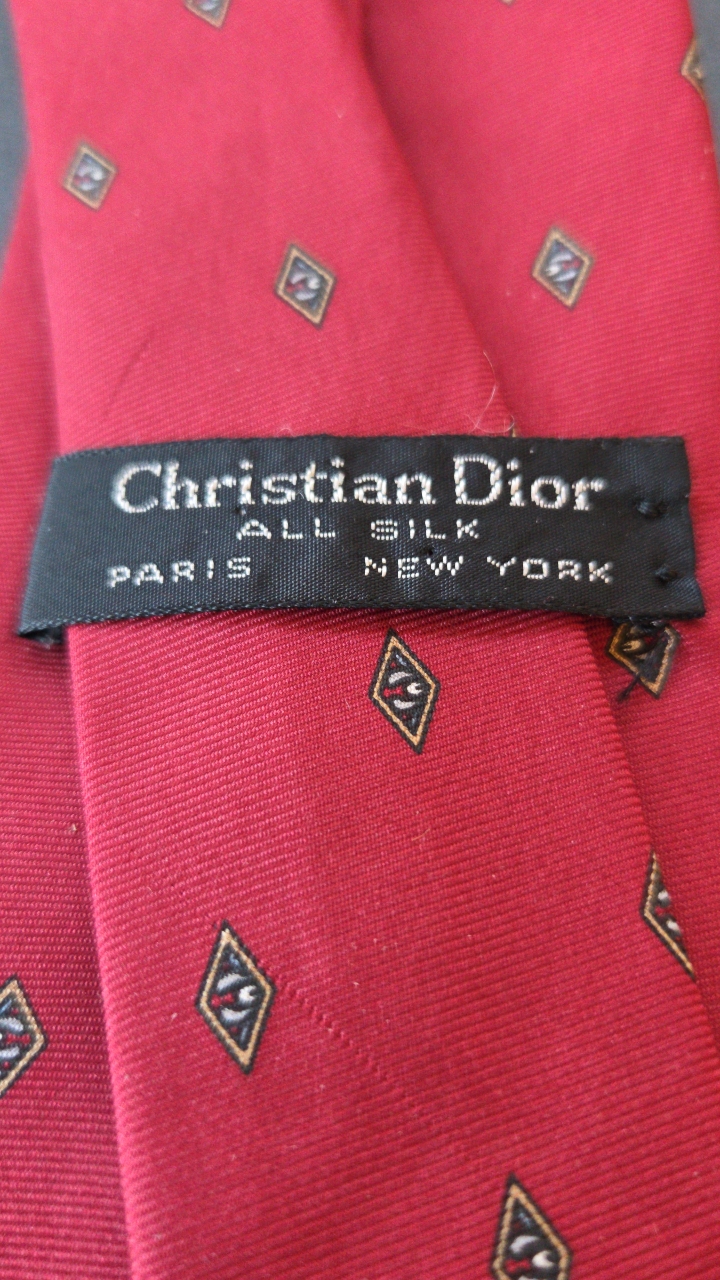 Christian Dior
ALL SILK
PARIS NEW YORK